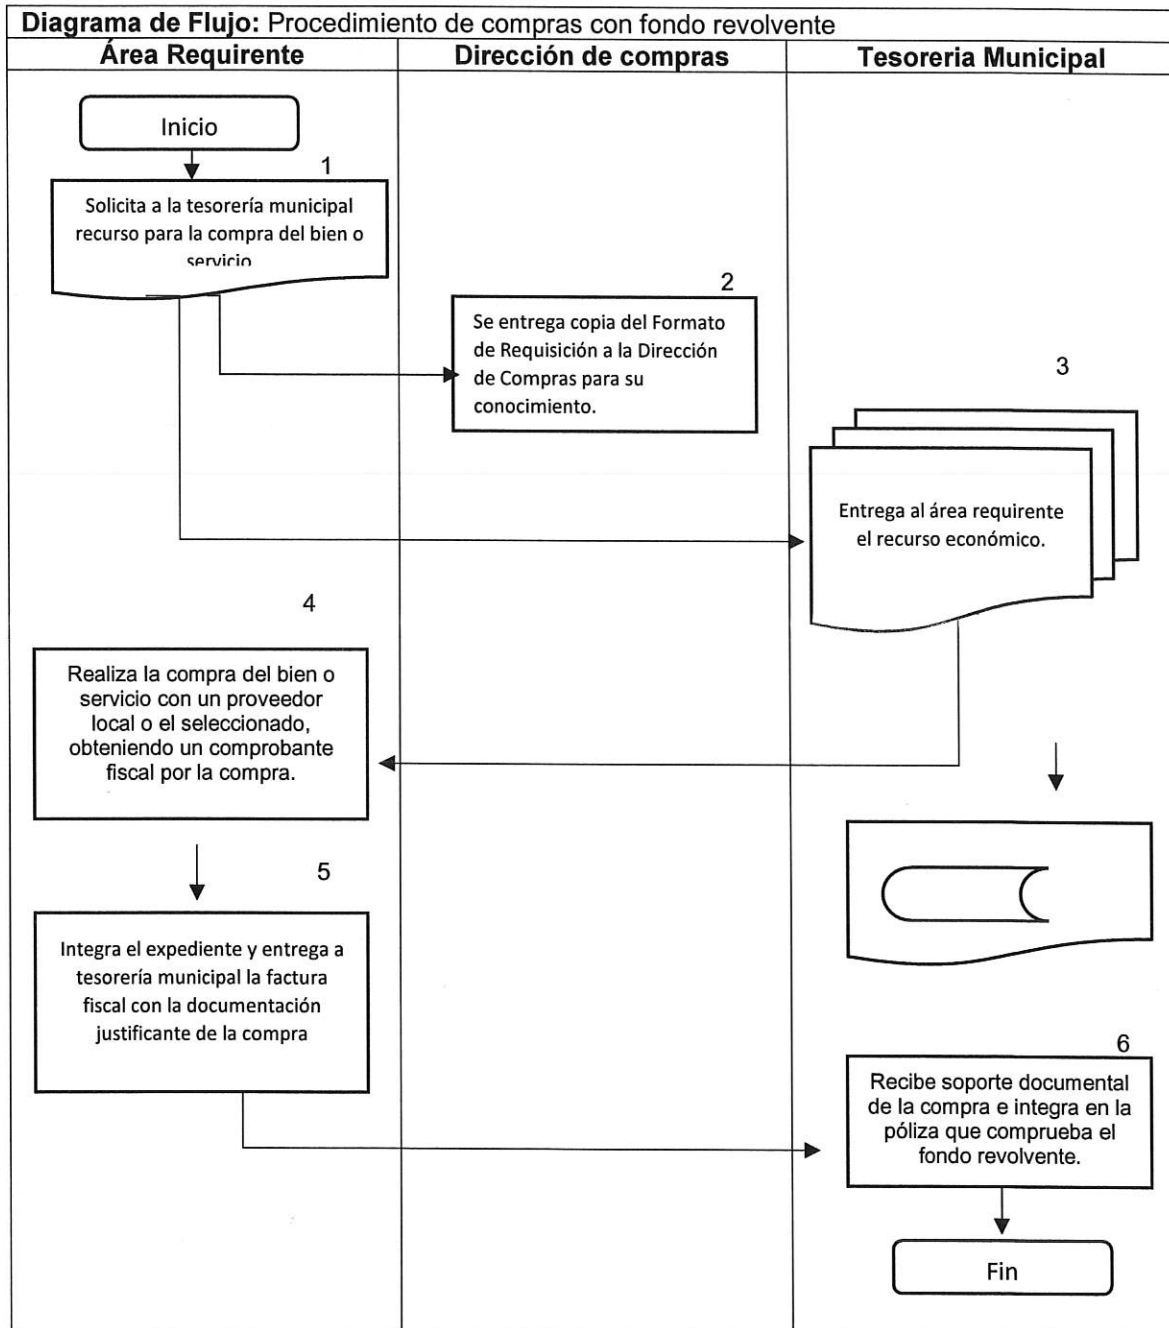 Diagrama de Flujo: Procedimiento de compras con fondo revolvente
Área Requirente
Dirección de compras
Tesoreria Municipal
Inicio
1
Solicita a la tesorería municipal
recurso para la compra del bien o
servicio
2
Se entrega copia del Formato
de Requisición a la Dirección
de Compras para su
conocimiento.
3
Entrega al área requirente
el recurso económico.
4
Realiza la compra del bien o
servicio con un proveedor
local o el seleccionado,
obteniendo un comprobante
fiscal por la compra.
5
Integra el expediente y entrega a
tesorería municipal la factura
fiscal con la documentación
justificante de la compra
6
Recibe soporte documental
de la compra e integra en la
póliza que comprueba el
fondo revolvente.
Fin